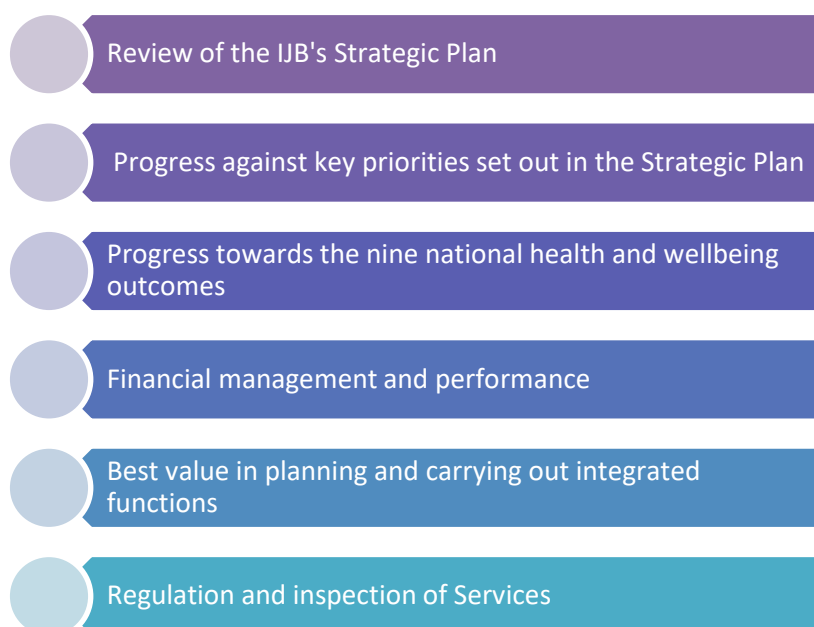 Review of the IJB's Strategic Plan
Progress against key priorities set out in the Strategic Plan
Progress towards the nine national health and wellbeing
outcomes
Financial management and performance
Best value in planning and carrying out integrated
functions
Regulation and inspection of Services